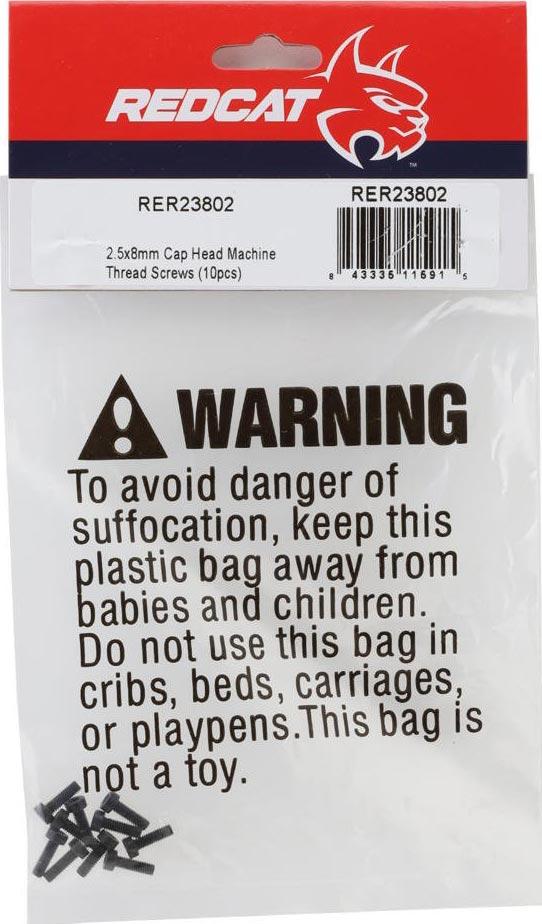 REDCAT
TM
RER23802
RER23802
2.5x8mm Cap Head Machine
Thread Screws (10pcs)
8 43335 11591 5
WARNING
To avoid danger of
suffocation, keep this
plastic bag away from
babies and children.
Do not use this bag in
cribs, beds, carriages,
or playpens.This bag is
not a toy.